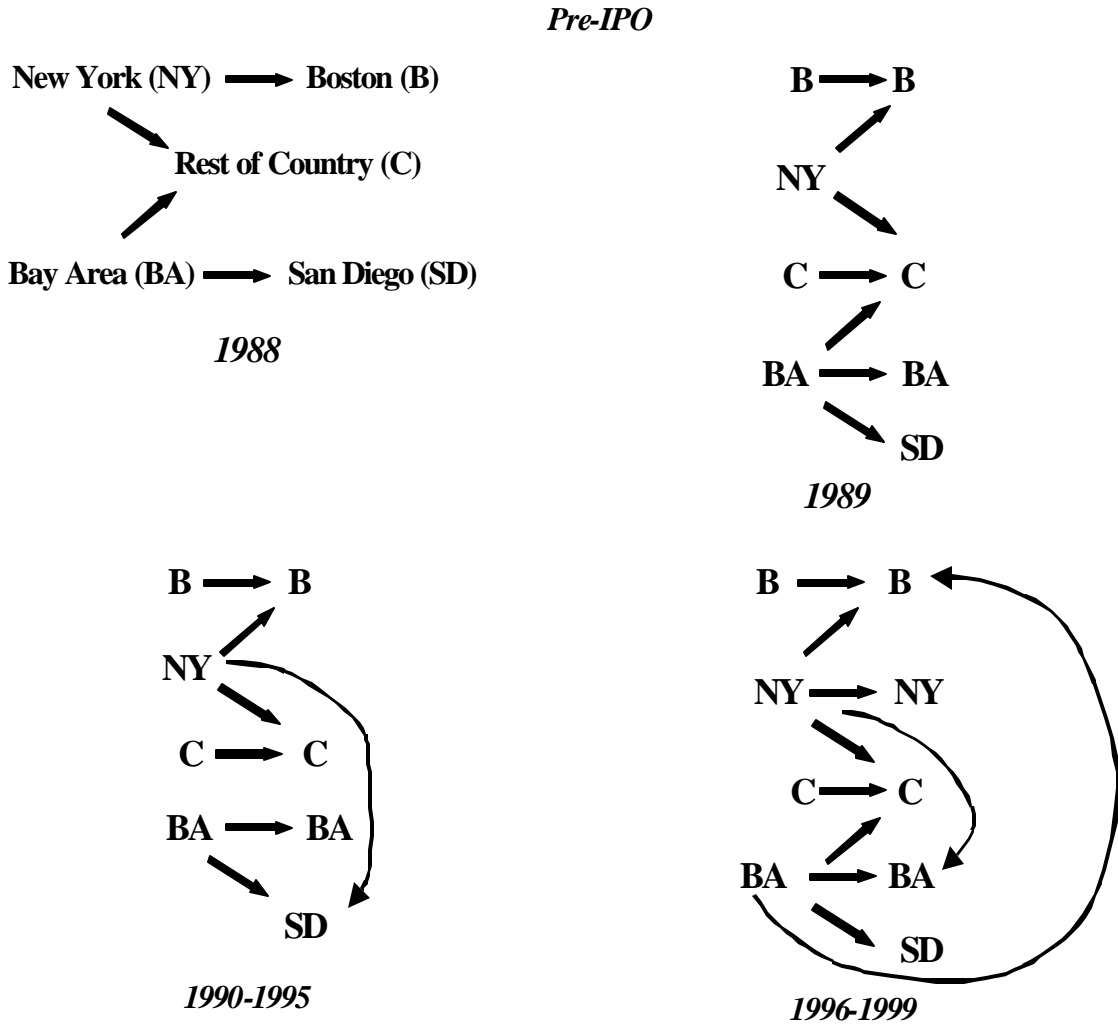 Pre-IPO
New York (NY) Boston (B)
Rest of Country (C)
Bay Area (BA) San Diego (SD)
1988
B B
NY
C C
BA BA
SD
1989
B B
NY
C C
BA BA
SD
1990-1995
B B
NY NY
C C
BA BA
SD
1996-1999